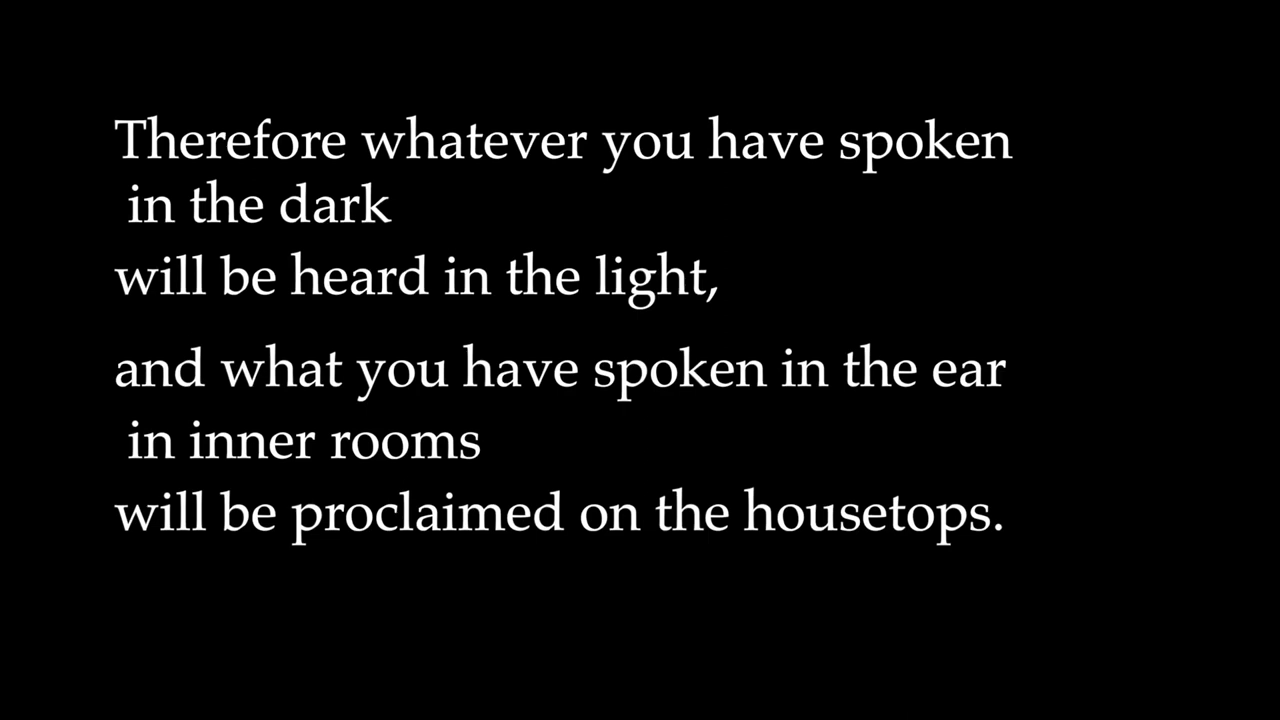 Therefore whatever you have spoken
in the dark
will be heard in the light,
and what you have spoken in the ear
in inner rooms
will be proclaimed on the housetops.